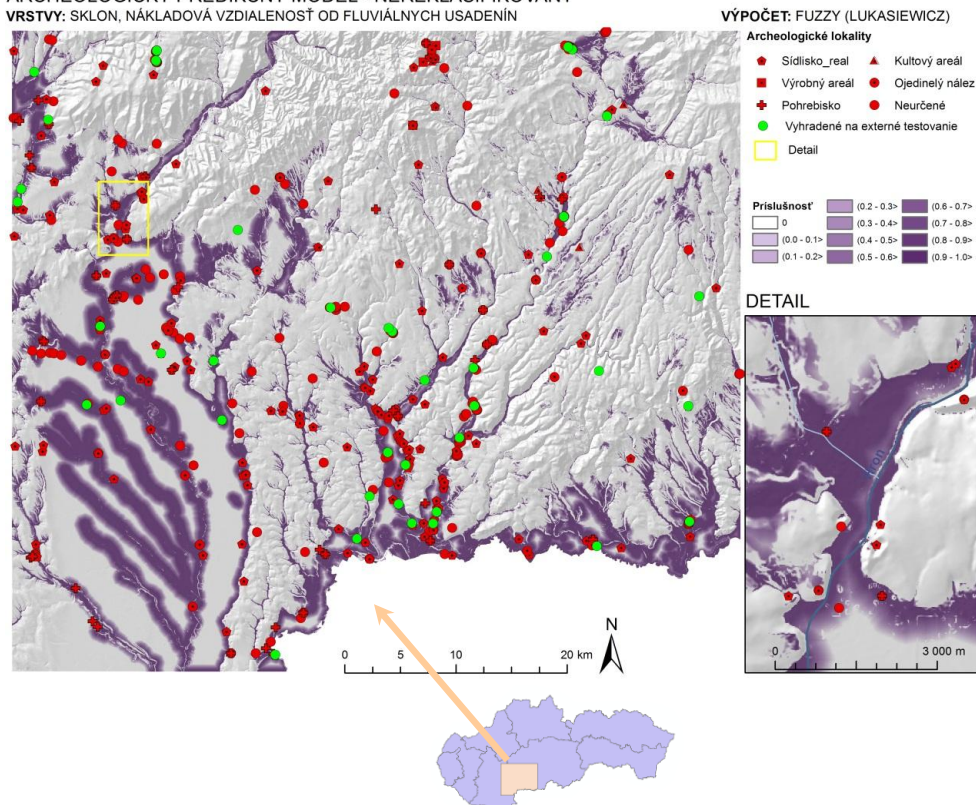 VRSTVY: SKLON, NÁKLADOVÁ VZDIALENOSŤ OD FLUVIÁLNYCH USADENÍN
VÝPOČET: FUZZY (LUKASIEWICZ)
Archeologické lokality
Sídlisko_real
Kultový areál
Výrobný areál
Ojedinelý nález
Pohrebisko
Neurčené
Vyhradené na externé testovanie
Detail
Príslušnosť
0
(0.0 - 0.1>
(0.1 - 0.2>
(0.2 - 0.3>
(0.3 - 0.4>
(0.4 - 0.5>
(0.5 - 0.6>
(0.6 - 0.7>
(0.7 - 0.8>
(0.8 - 0.9>
(0.9 - 1.0>
DETAIL
0 3 000 m
N
0 5 10 20 km